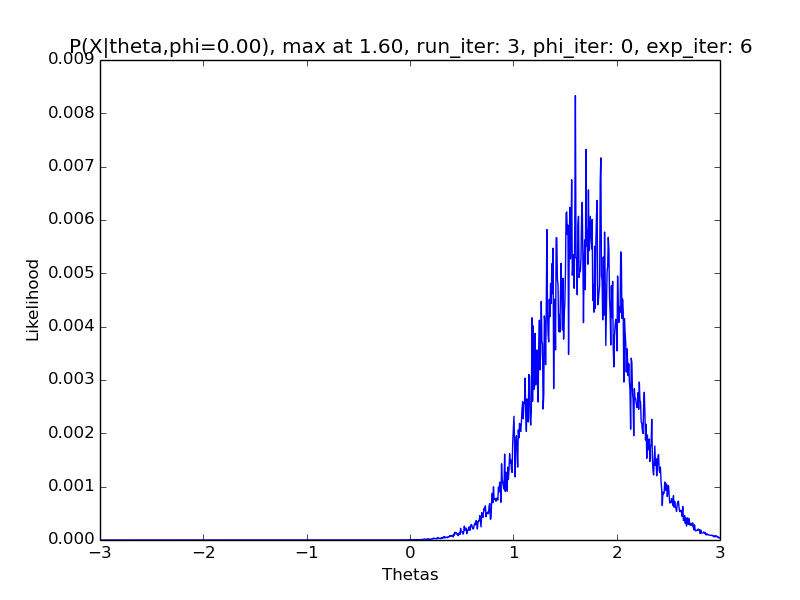 P(X|theta,phi=0.00), max at 1.60, run_iter: 3, phi_iter: 0, exp_iter: 6
0.009
0.008
0.007
0.006
0.005
0.004
0.003
0.002
0.001
0.000
Likelihood
−3 −2 −1 0 1 2 3
Thetas